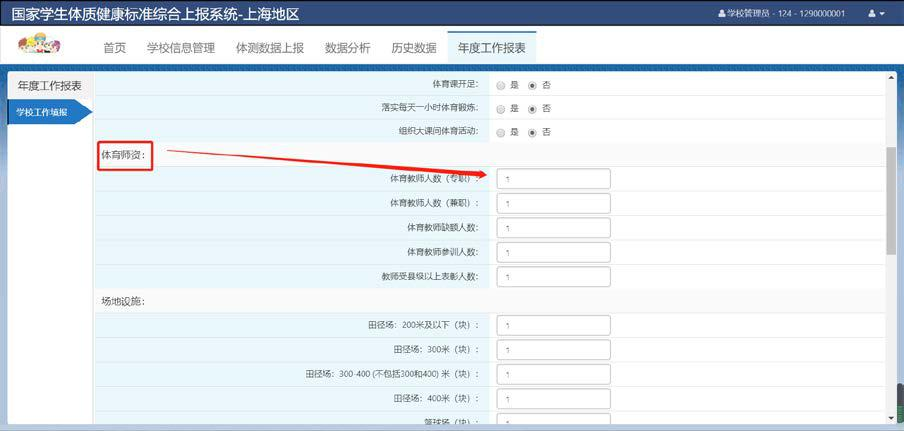 国家学生体质健康标准综合上报系统-上海地区
学校管理员 - 124 - 1290000001
首页 学校信息管理 体测数据上报 数据分析 历史数据 年度工作报表
年度工作报表
学校工作填报
体育课开足： 是 否
落实每天一小时体育锻炼： 是 否
组织大课间体育活动： 是 否
体育师资：
体育教师人数（专职）： 1
体育教师人数（兼职）： 1
体育教师缺额人数： 1
体育教师参训人数： 1
教师受县级以上表彰人数： 1
场地设施：
田径场：200米及以下（块）： 1
田径场：300米（块）： 1
田径场：300-400 (不包括300和400) 米（块）： 1
田径场：400米（块）： 1
篮球场（块）： 1